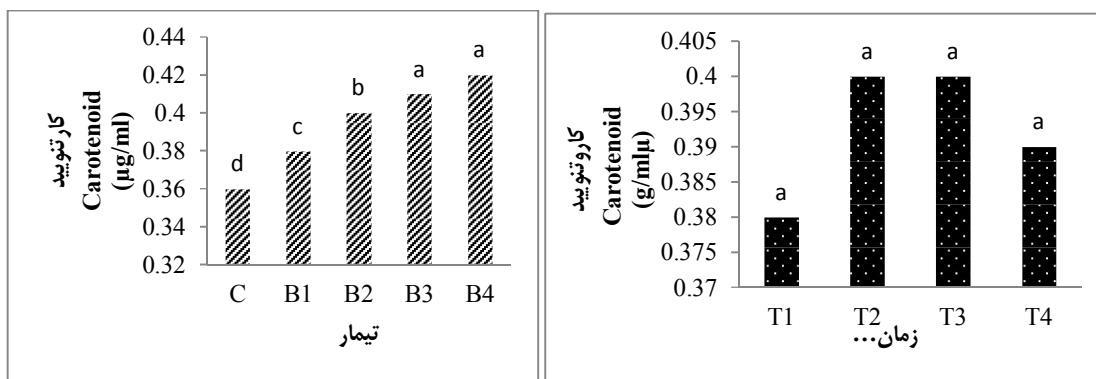 کارتنویید
Carotenoid
(µg/ml)
0.44
0.42
0.4
0.38
0.36
0.34
0.32
d
c
b
a
a
C B1 B2 B3 B4
تیمار
کاروتنویید
Carotenoid
(g/mlµ)
0.405
0.4
0.395
0.39
0.385
0.38
0.375
0.37
a
a
a
a
T1 T2 T3 T4
زمان...